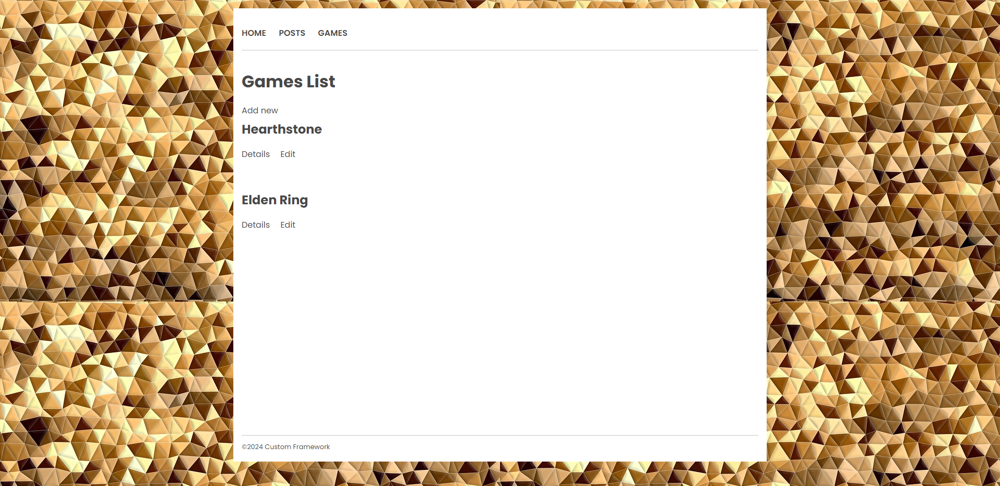 HOME POSTS GAMES
Games List
Add new
Hearthstone
Details Edit
Elden Ring
Details Edit
©2024 Custom Framework